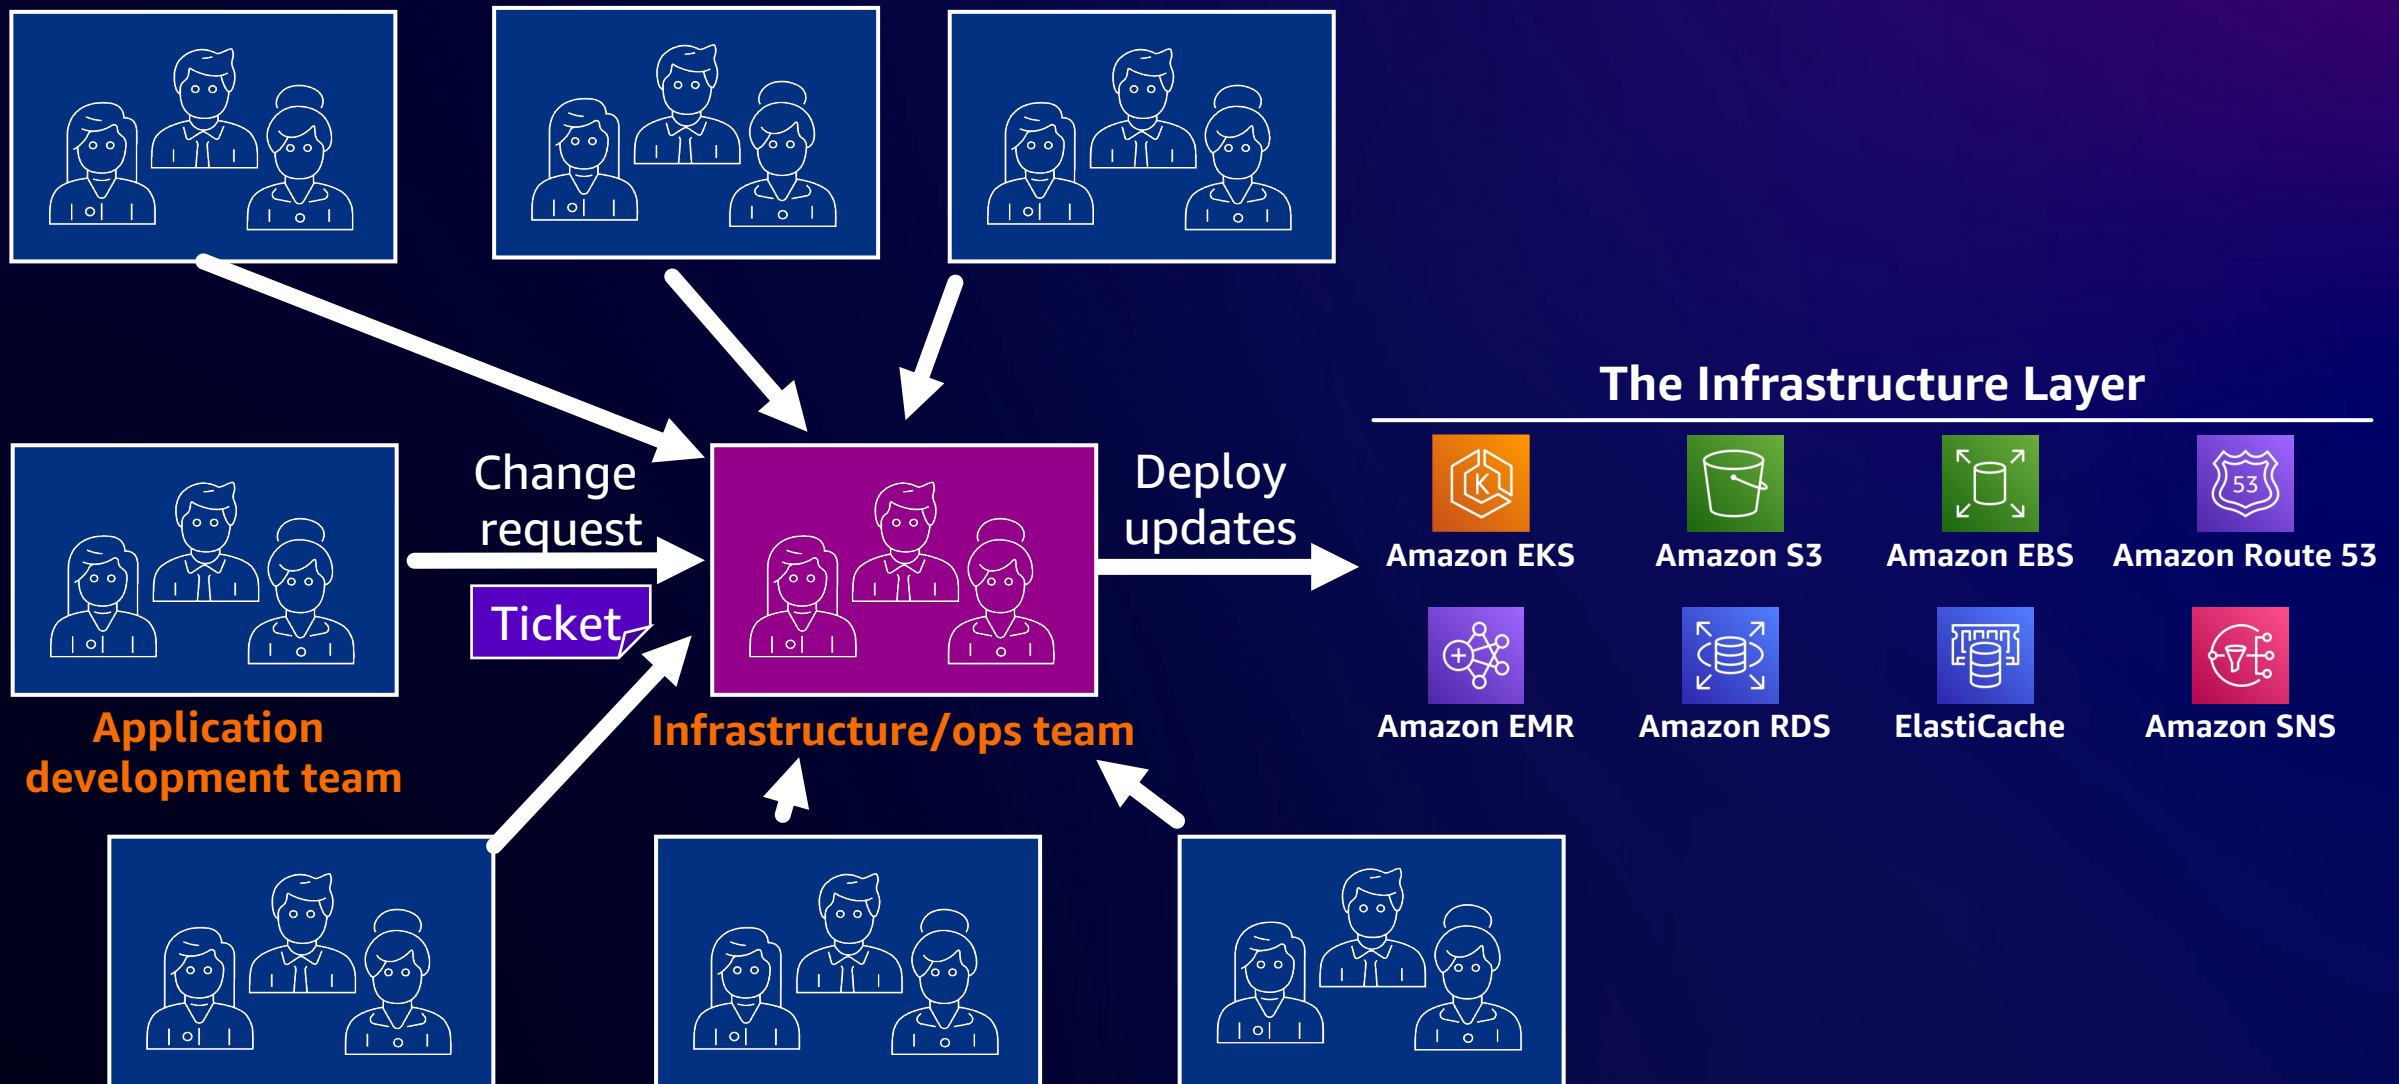 The Infrastructure Layer
Change
request
Ticket
Deploy
updates
K
53
Amazon EKS
Amazon S3
Amazon EBS
Amazon Route 53
Amazon EMR
Amazon RDS
ElastiCache
Amazon SNS
Application
development team
Infrastructure/ops team